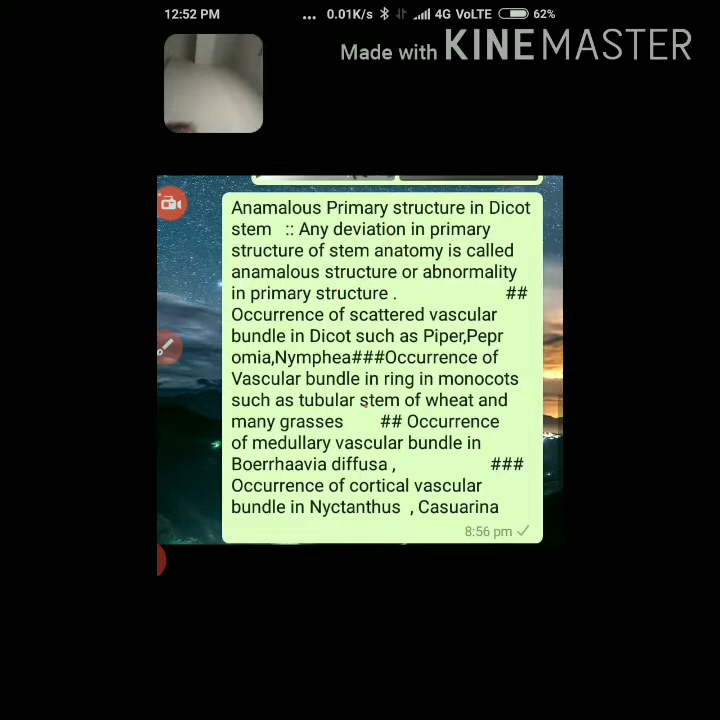 12:52 PM ... 0.01K/s 4G VoLTE 62%
Made with KINEMASTER
Anamalous Primary structure in Dicot
stem :: Any deviation in primary
structure of stem anatomy is called
anamalous structure or abnormality
in primary structure . ##
Occurrence of scattered vascular
bundle in Dicot such as Piper,Pepr
omia,Nymphea###Occurrence of
Vascular bundle in ring in monocots
such as tubular stem of wheat and
many grasses ## Occurrence
of medullary vascular bundle in
Boerrhaavia diffusa , ###
Occurrence of cortical vascular
bundle in Nyctanthus , Casuarina
8:56 pm